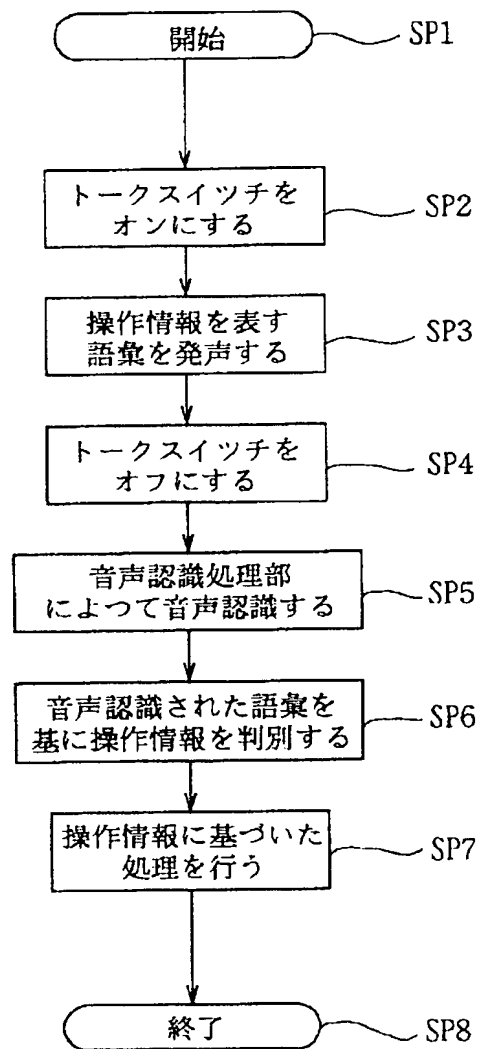 開始
SP1
トークスイッチを
オンにする
SP2
操作情報を表す
語彙を発声する
SP3
トークスイッチを
オフにする
SP4
音声認識処理部
によつて音声認識する
SP5
音声認識された語彙を
基に操作情報を判別する
SP6
操作情報に基づいた
処理を行う
SP7
終了
SP8